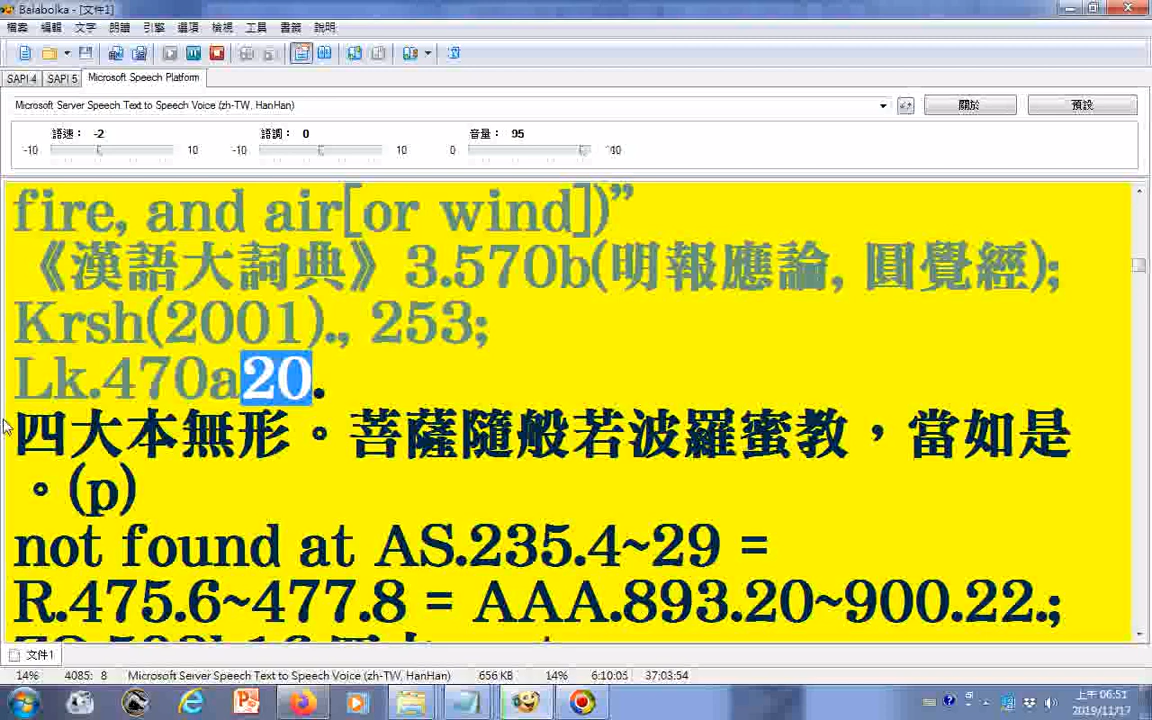 Balabolka - [文件1]
檔案 編輯 文字 朗讀 引擎 選項 檢視 工具 書籤 說明
SAPI 4 SAPI 5 Microsoft Speech Platform
Microsoft Server Speech Text to Speech Voice (zh-TW, HanHan) 關於 預設
語速： -2 語調： 0 音量： 95
-10 10 -10 10 0 100
fire, and air[or wind])”
《漢語大詞典》3.570b(明報應論, 圓覺經);
Krsh(2001)., 253;
Lk.470a20.
四大本無形。菩薩隨般若波羅蜜教，當如是
。(p)
not found at AS.235.4~29 =
R.475.6~477.8 = AAA.893.20~900.22.;
文件1
14% 4085: 8 Microsoft Server Speech Text to Speech Voice (zh-TW, HanHan) 656 KB 14% 6:10:05 37:03:54
上午 06:51
2019/11/17